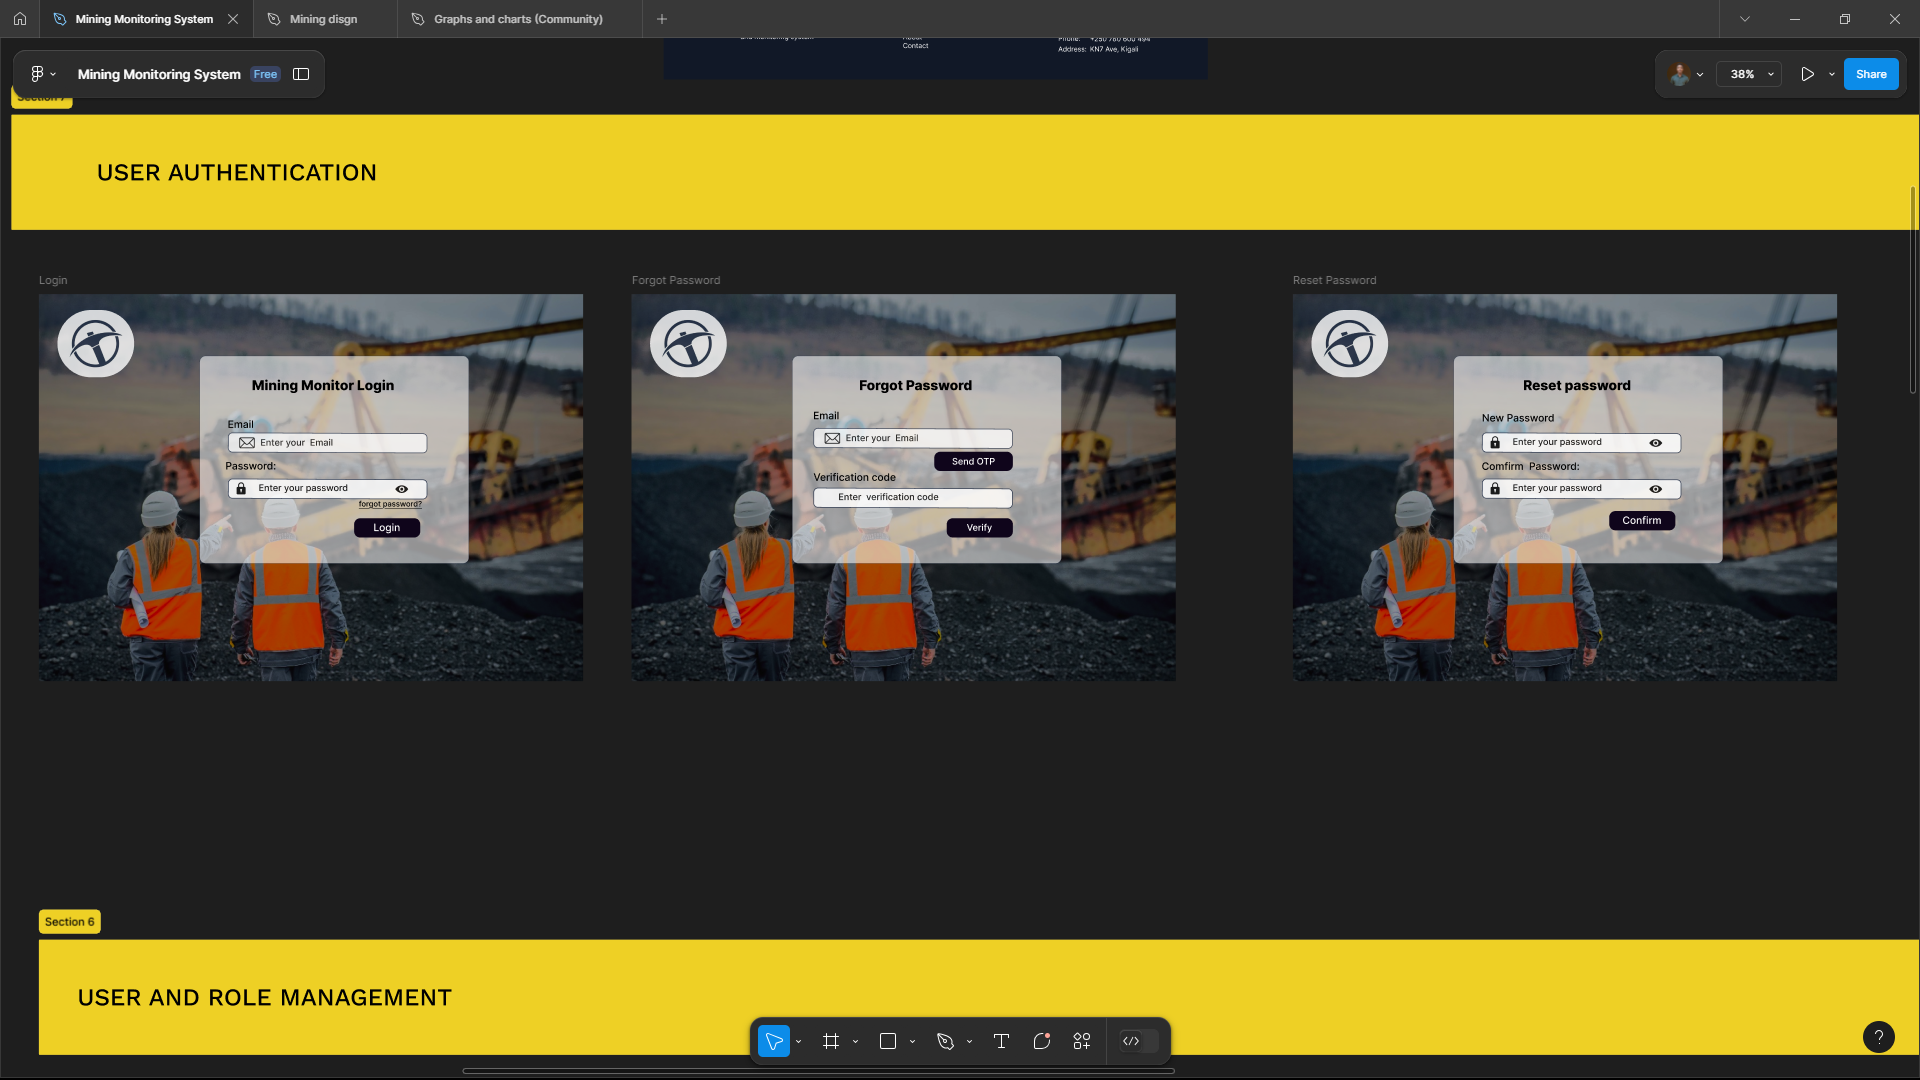 Mining Monitoring System
Mining disgn
Graphs and charts (Community)
Contact
Address: KN7 Ave, Kigali
Mining Monitoring System
Free
38%
Share
USER AUTHENTICATION
Login
Forgot Password
Reset Password
Mining Monitor Login
Email
Enter your Email
Password:
Enter your password
forgot password?
Login
Forgot Password
Email
Enter your Email
Send OTP
Verification code
Enter verification code
Verify
Reset password
New Password
Enter your password
Comfirm Password:
Enter your password
Confirm
Section 6
USER AND ROLE MANAGEMENT
?